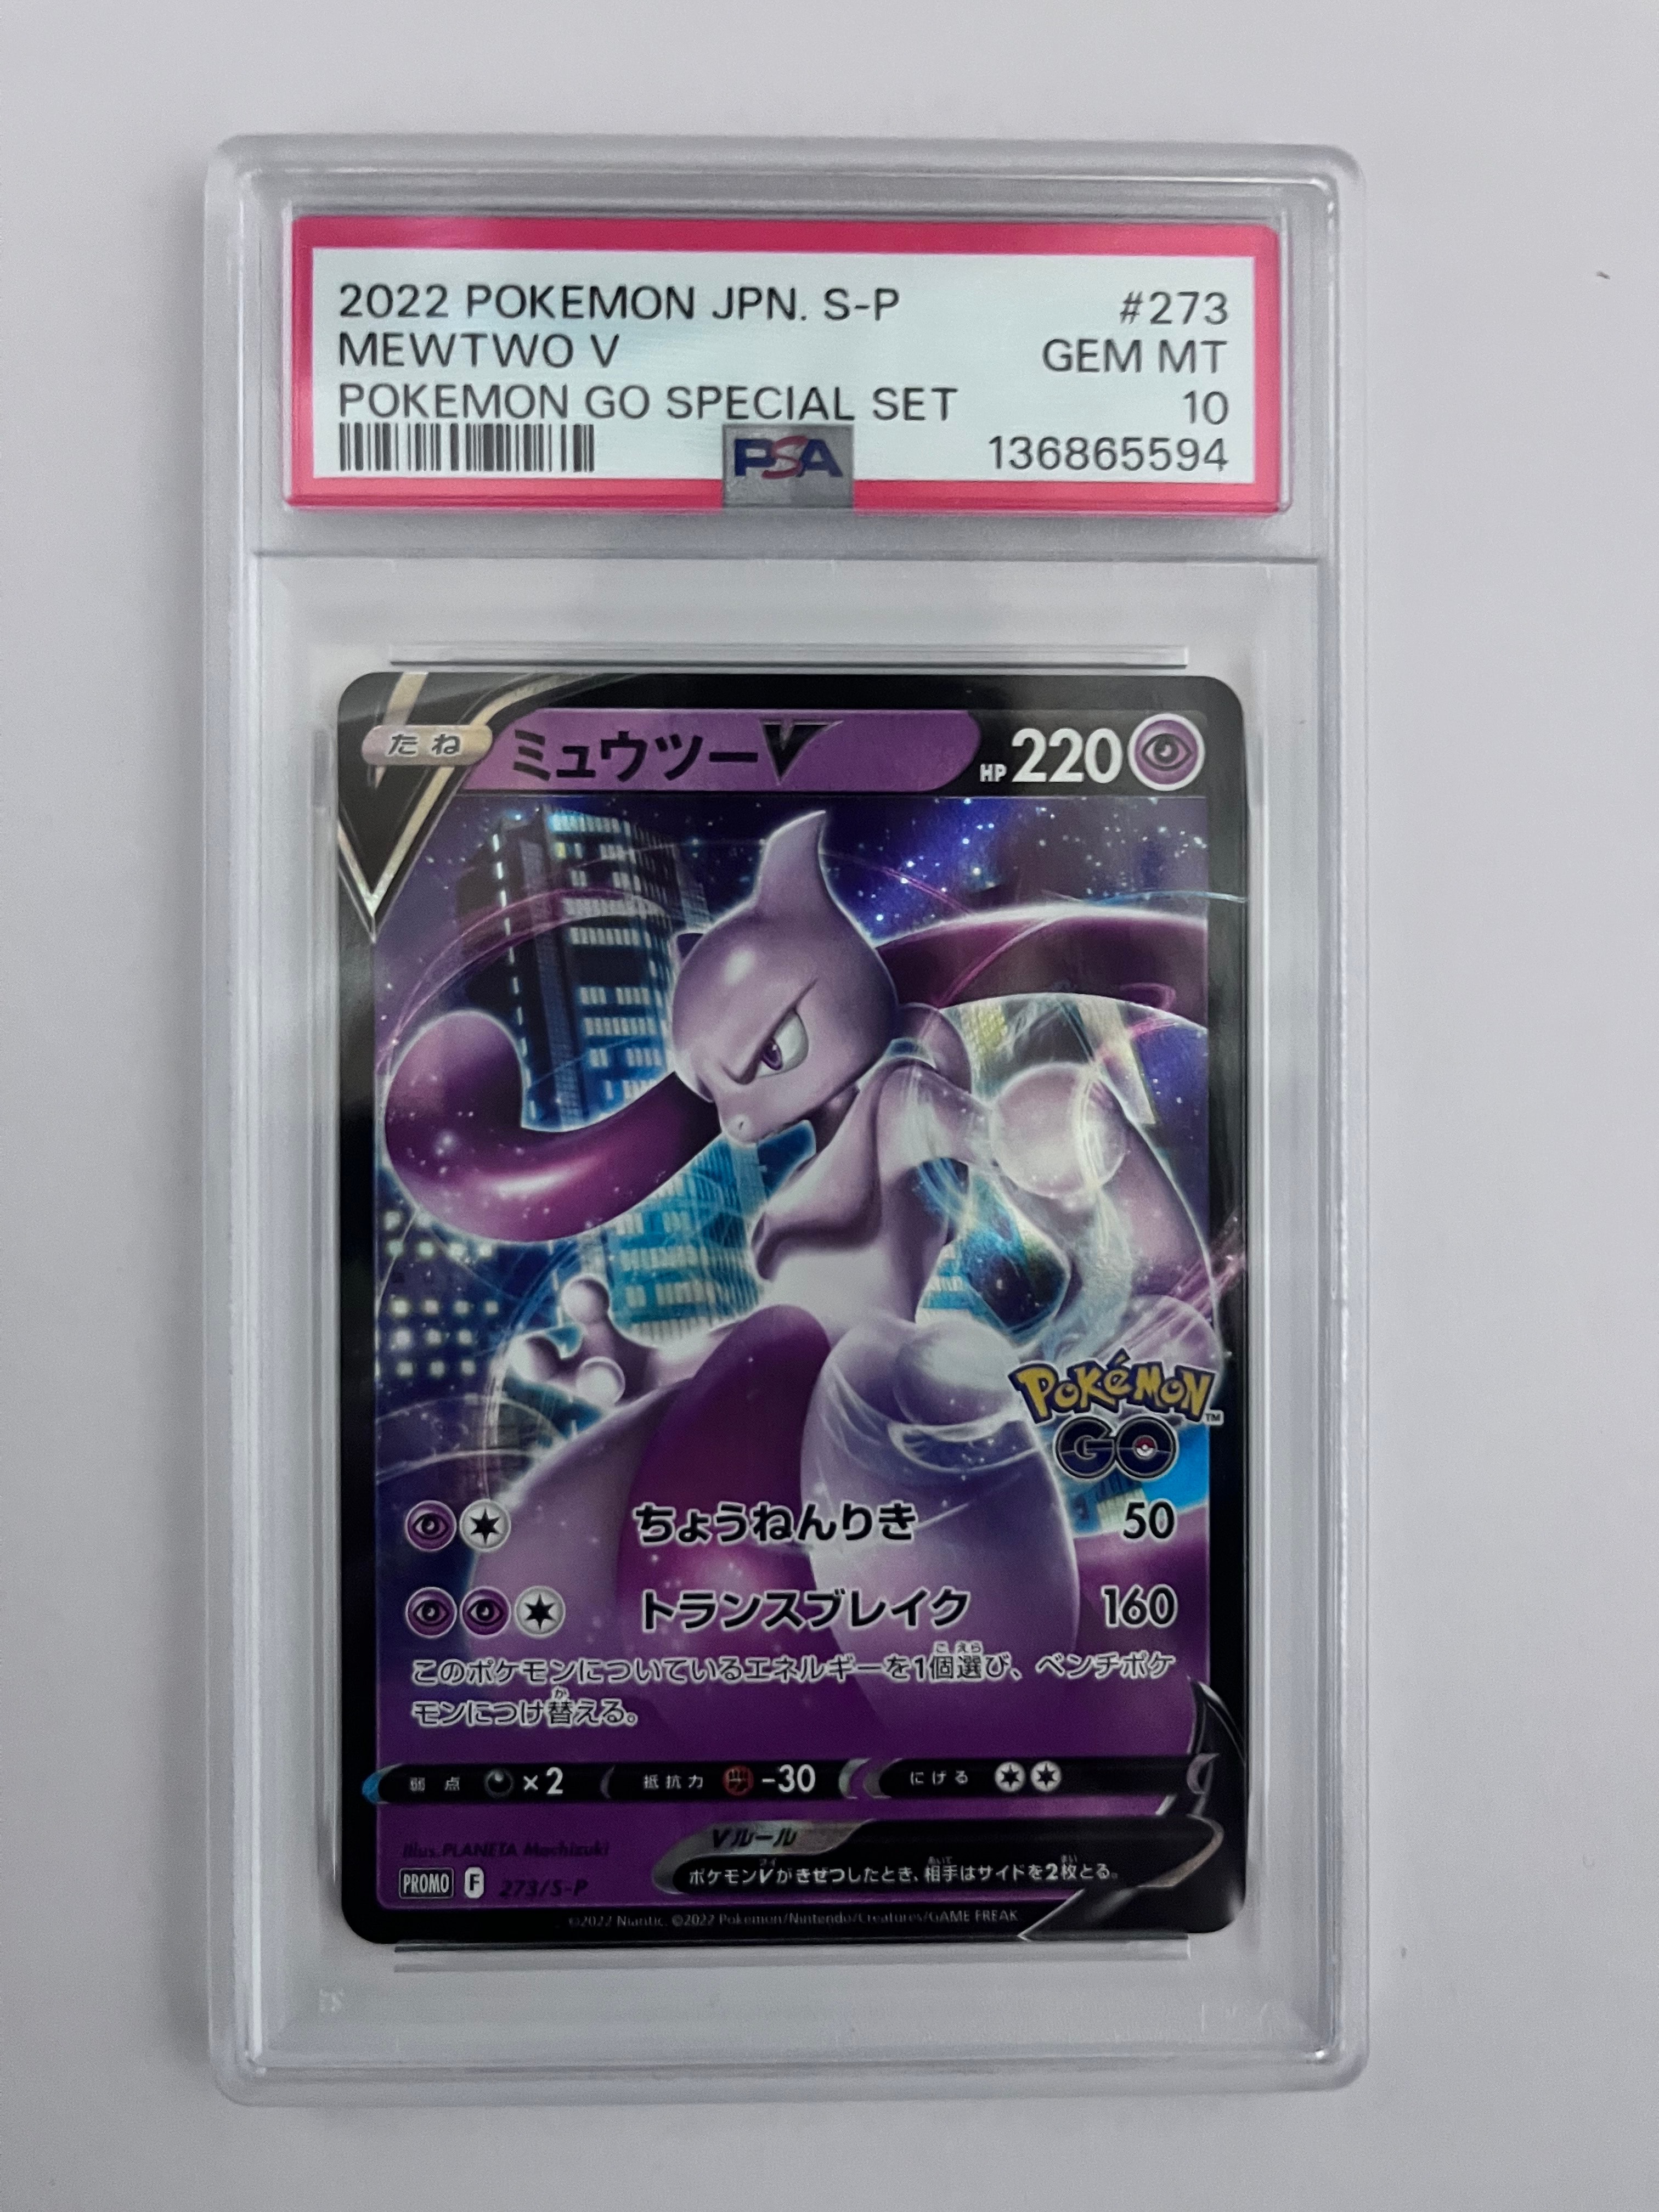 2022 POKEMON JPN. S-P #273
MEWTWO V GEM MT
POKEMON GO SPECIAL SET 10
PSA 136865594
たね ミュウツーV HP 220
Pokémon™
GO
ちょうねんりき 50
トランスブレイク 160
このポケモンについているエネルギーを1個選び、ベンチポケ
モンにつけ替える。
弱点 ×2 抵抗力 -30 にげる
Vルール
Illus. PLANETA Mochizuki
ポケモンVがきぜつしたとき、相手はサイドを2枚とる。
PROMO F 273/S-P
©2022 Niantic. ©2022 Pokémon/Nintendo/Creatures/GAME FREAK